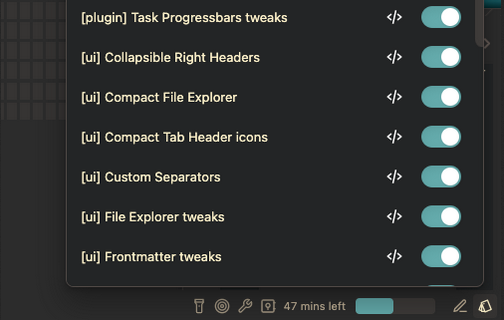 [plugin] Task Progressbars tweaks
[ui] Collapsible Right Headers
[ui] Compact File Explorer
[ui] Compact Tab Header icons
[ui] Custom Separators
[ui] File Explorer tweaks
[ui] Frontmatter tweaks
47 mins left